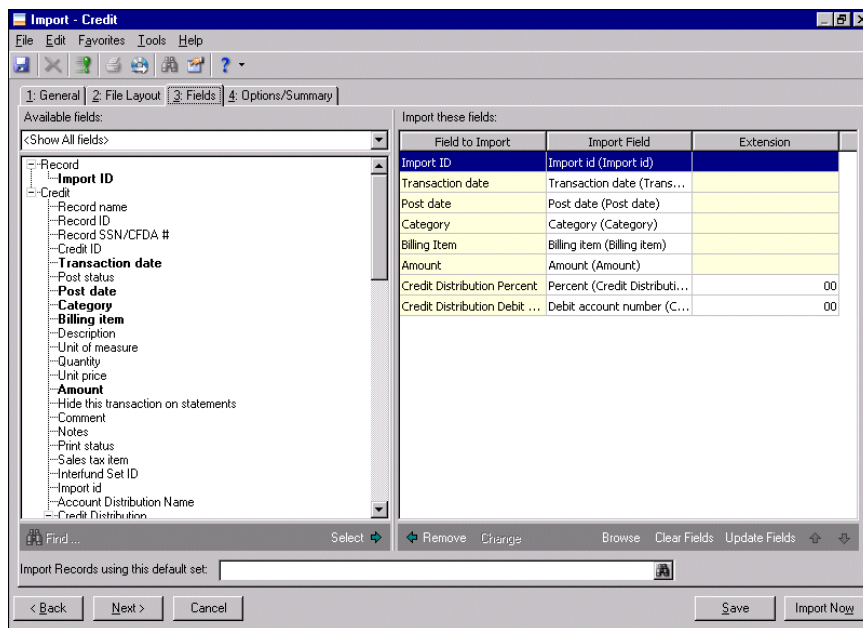 Import - Credit
File Edit Favorites Tools Help
1: General 2: File Layout 3: Fields 4: Options/Summary
Available fields:
<Show All fields>
Record
Import ID
Credit
Record name
Record ID
Record SSN/CFDA #
Credit ID
Transaction date
Post status
Post date
Category
Billing item
Description
Unit of measure
Quantity
Unit price
Amount
Hide this transaction on statements
Comment
Notes
Print status
Sales tax item
Interfund Set ID
Import id
Account Distribution Name
Credit Distribution
Find ... Select
Import these fields:
Field to Import Import Field Extension
Import ID Import id (Import id)
Transaction date Transaction date (Trans...
Post date Post date (Post date)
Category Category (Category)
Billing Item Billing item (Billing item)
Amount Amount (Amount)
Credit Distribution Percent Percent (Credit Distributi... 00
Credit Distribution Debit ... Debit account number (C... 00
Remove Change Browse Clear Fields Update Fields
Import Records using this default set:
< Back Next > Cancel Save Import Now